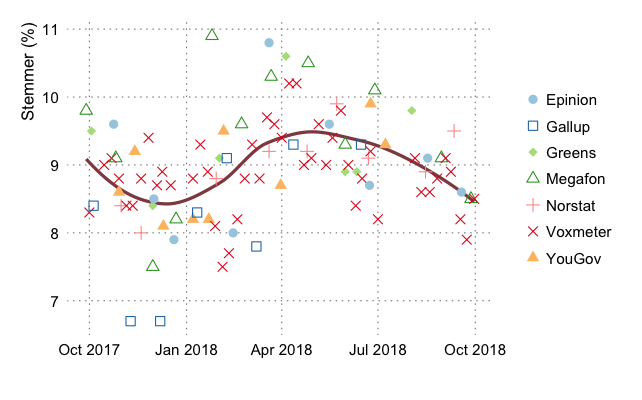 Stemmer (%)
11
10
9
8
7
Oct 2017
Jan 2018
Apr 2018
Jul 2018
Oct 2018
Epinion
Gallup
Greens
Megafon
Norstat
Voxmeter
YouGov